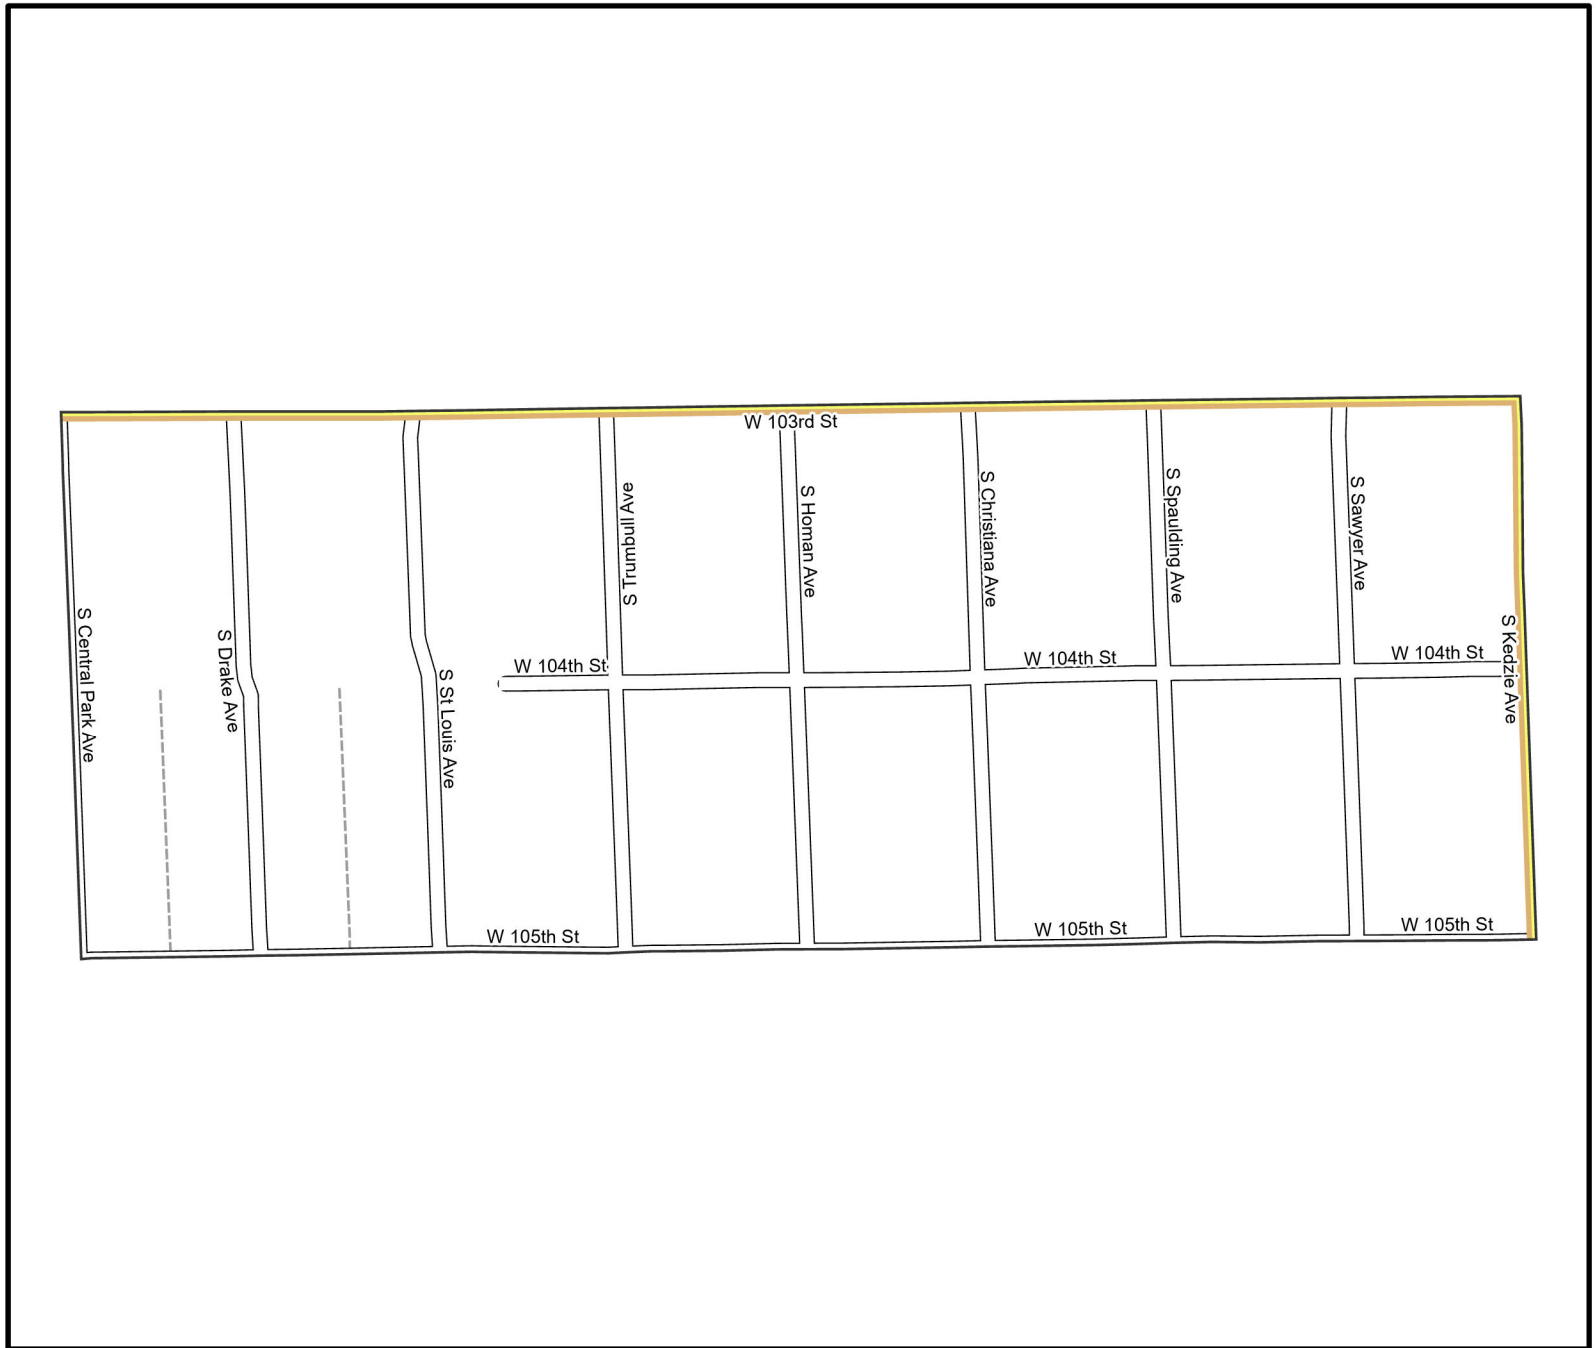 W 103rd St
S Trumbull Ave
S Homan Ave
S Christiana Ave
S Spaulding Ave
S Sawyer Ave
S Central Park Ave
S Drake Ave
S St Louis Ave
W 104th St
W 104th St
W 104th St
S Kedzie Ave
W 105th St
W 105th St
W 105th St